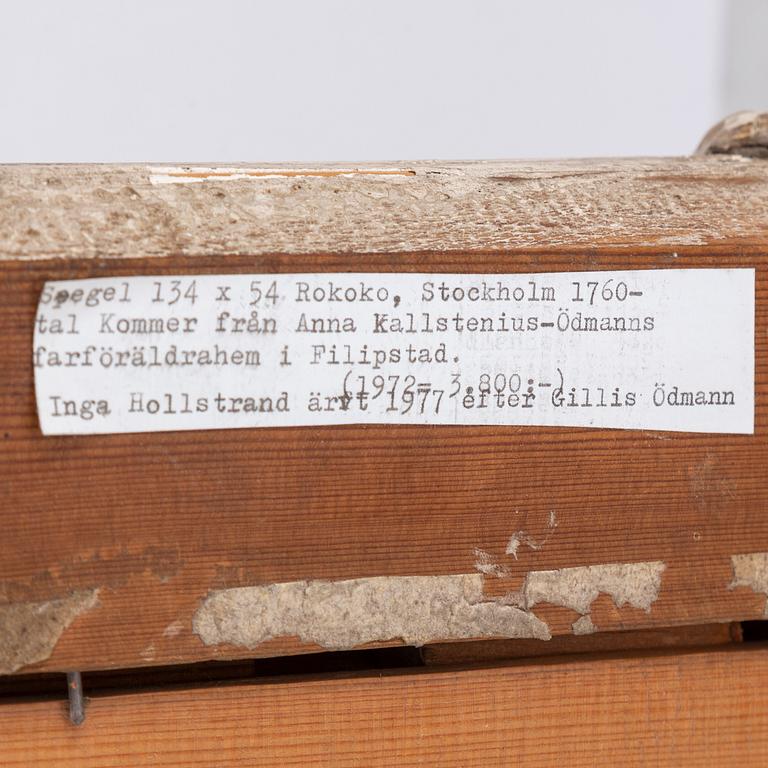 Spegel 134 x 54 Rokoko, Stockholm 1760-
tal Kommer från Anna Kallstenius-Ödmanns
farföräldrahem i Filipstad.
(1972= 3.800:-)
Inga Hollstrand ärvt 1977 efter Gillis Ödmann